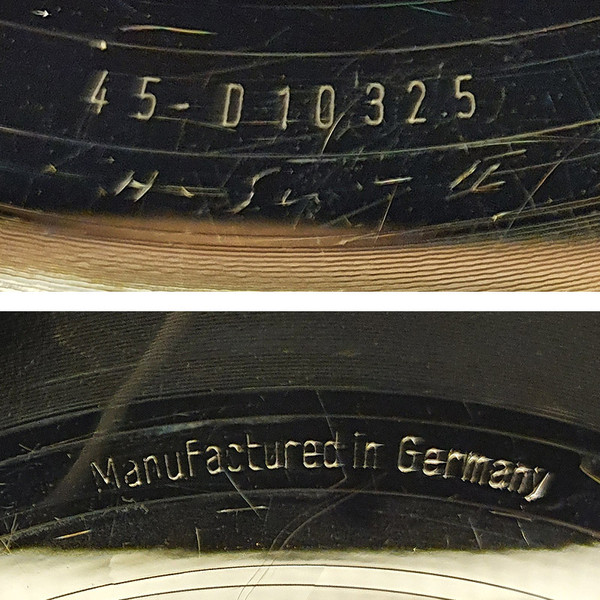 45-D10325
Manufactured in Germany